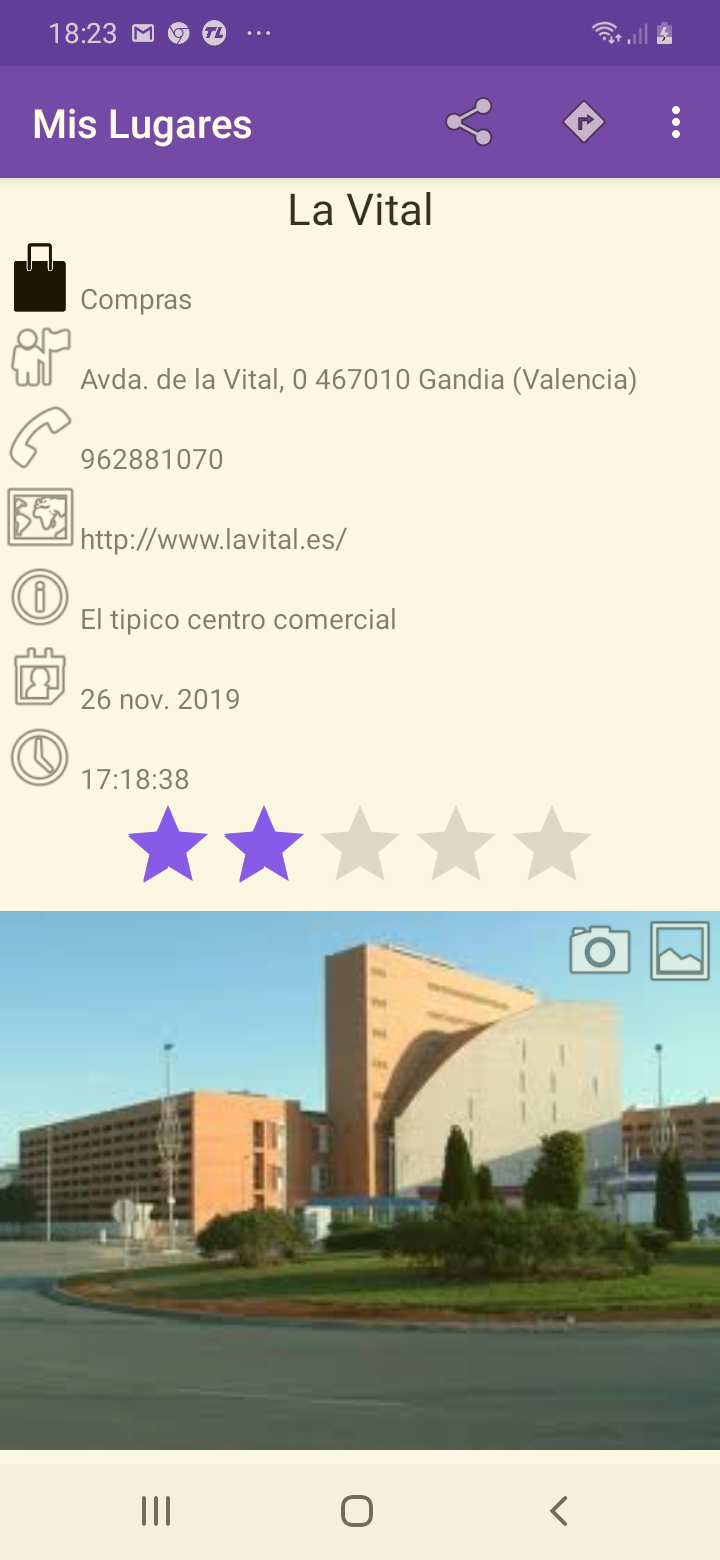 18:23 TL
Mis Lugares
La Vital
Compras
Avda. de la Vital, 0 467010 Gandia (Valencia)
962881070
http://www.lavital.es/
El tipico centro comercial
26 nov. 2019
17:18:38